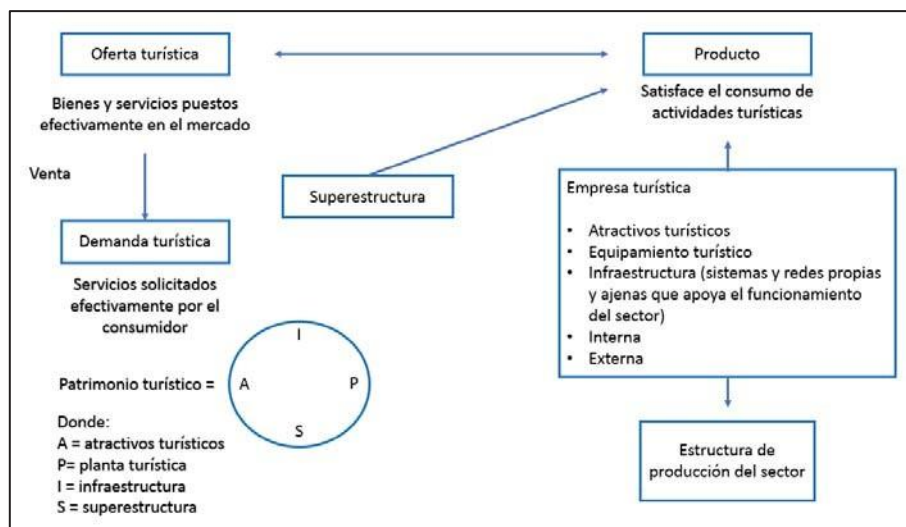 Oferta turística
Bienes y servicios puestos
efectivamente en el mercado
Venta
Demanda turística
Servicios solicitados
efectivamente por el
consumidor
Superestructura
Producto
Satisface el consumo de
actividades turísticas
Empresa turística
• Atractivos turísticos
• Equipamiento turístico
• Infraestructura (sistemas y redes propias
y ajenas que apoya el funcionamiento
del sector)
• Interna
• Externa
Estructura de
producción del sector
Patrimonio turístico =
I
A
P
S
Donde:
A = atractivos turísticos
P= planta turística
I = infraestructura
S = superestructura